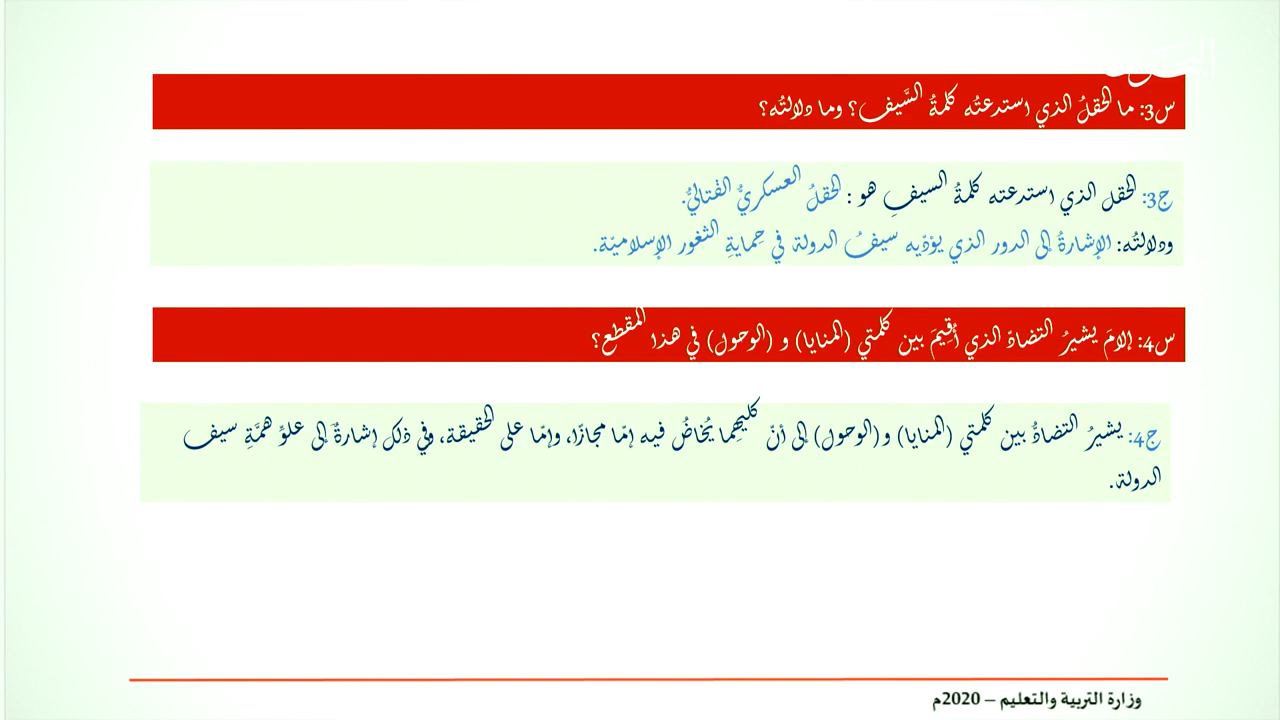 س3: ما الحقلُ الذي استدعتْه كلمةُ السَّيف؟ وما دلالتُه؟
ج3: الحقل الذي استدعته كلمةُ السيفِ هو : الحقلُ العسكريُّ القتاليُّ.
ودلالتُه: الإشارةُ إلى الدور الذي يؤدّيه سيفُ الدولة في حِمايةِ الثغور الإسلاميّة.
س4: إلامَ يشيرُ التضادّ الذي أُقيمَ بين كلمتي (المنايا) و (الوحول) في هذا المقطع؟
ج4: يشيرُ التضادُّ بين كلمتي (المنايا) و(الوحول) إلى أنّ كليهِما يُخاضُ فيه إمّا مجازًا، وإمّا على الحقيقة، وفي ذلك إشارةٌ إلى علوِّ همَّةِ سيف
الدولة.
وزارة التربية والتعليم – 2020م